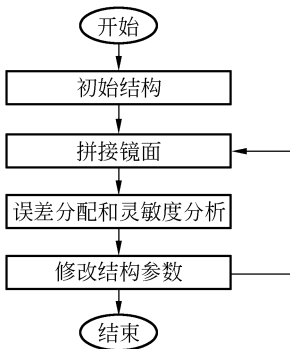 开始
初始结构
拼接镜面
误差分配和灵敏度分析
修改结构参数
结束